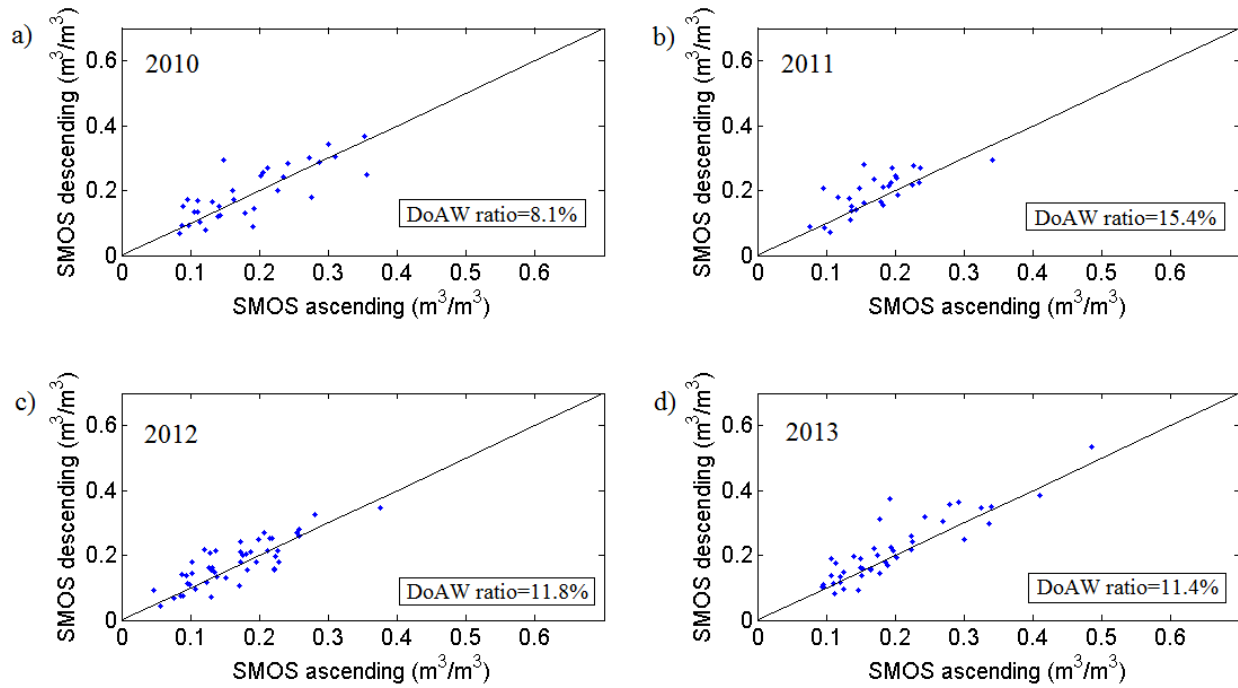 a)
2010
SMOS descending (m³/m³)
0.6
0.4
0.2
0
DoAW ratio=8.1%
0 0.1 0.2 0.3 0.4 0.5 0.6
SMOS ascending (m³/m³)
b)
2011
SMOS descending (m³/m³)
0.6
0.4
0.2
0
DoAW ratio=15.4%
0 0.1 0.2 0.3 0.4 0.5 0.6
SMOS ascending (m³/m³)
c)
2012
SMOS descending (m³/m³)
0.6
0.4
0.2
0
DoAW ratio=11.8%
0 0.1 0.2 0.3 0.4 0.5 0.6
SMOS ascending (m³/m³)
d)
2013
SMOS descending (m³/m³)
0.6
0.4
0.2
0
DoAW ratio=11.4%
0 0.1 0.2 0.3 0.4 0.5 0.6
SMOS ascending (m³/m³)